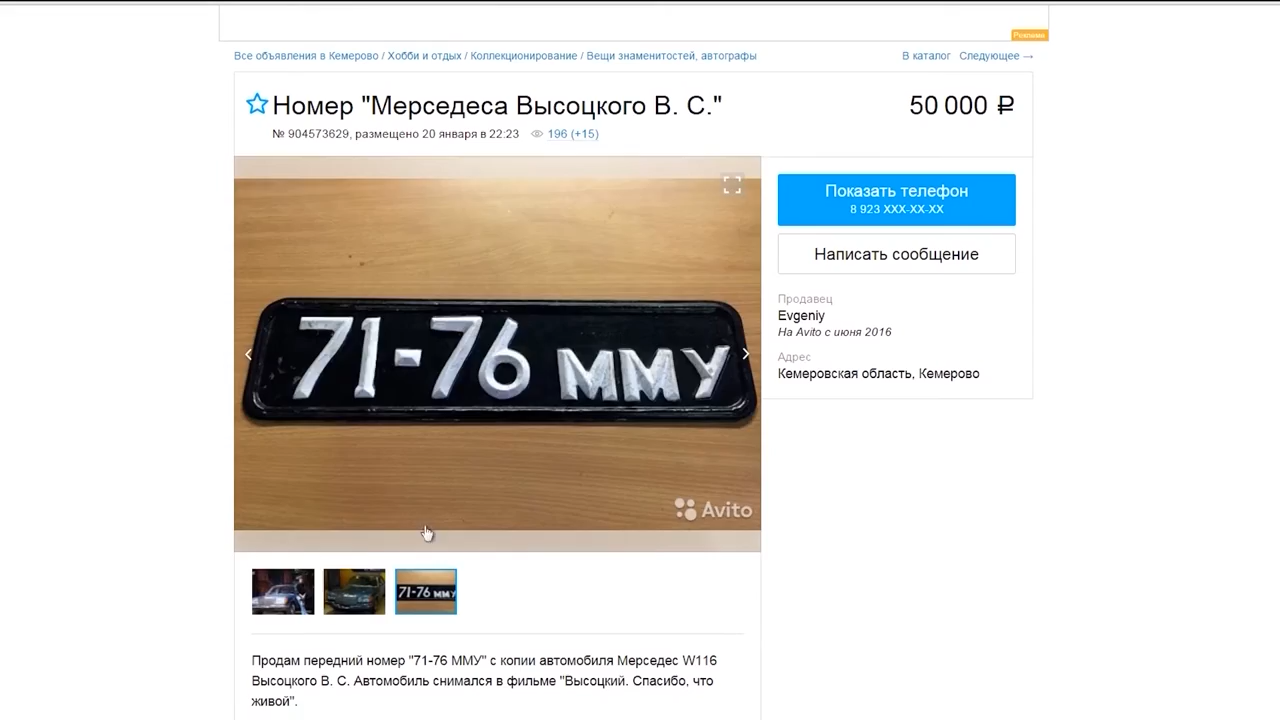 Реклама
Все объявления в Кемерово / Хобби и отдых / Коллекционирование / Вещи знаменитостей, автографы
В каталог Следующее →
Номер "Мерседеса Высоцкого В. С."
50 000 ₽
№ 904573629, размещено 20 января в 22:23 196 (+15)
Показать телефон
8 923 XXX-XX-XX
Написать сообщение
Продавец
Evgeniy
На Avito с июня 2016
Адрес
Кемеровская область, Кемерово
71-76 ММУ
Avito
71-76 ММУ
Продам передний номер "71-76 ММУ" с копии автомобиля Мерседес W116
Высоцкого В. С. Автомобиль снимался в фильме "Высоцкий. Спасибо, что
живой".